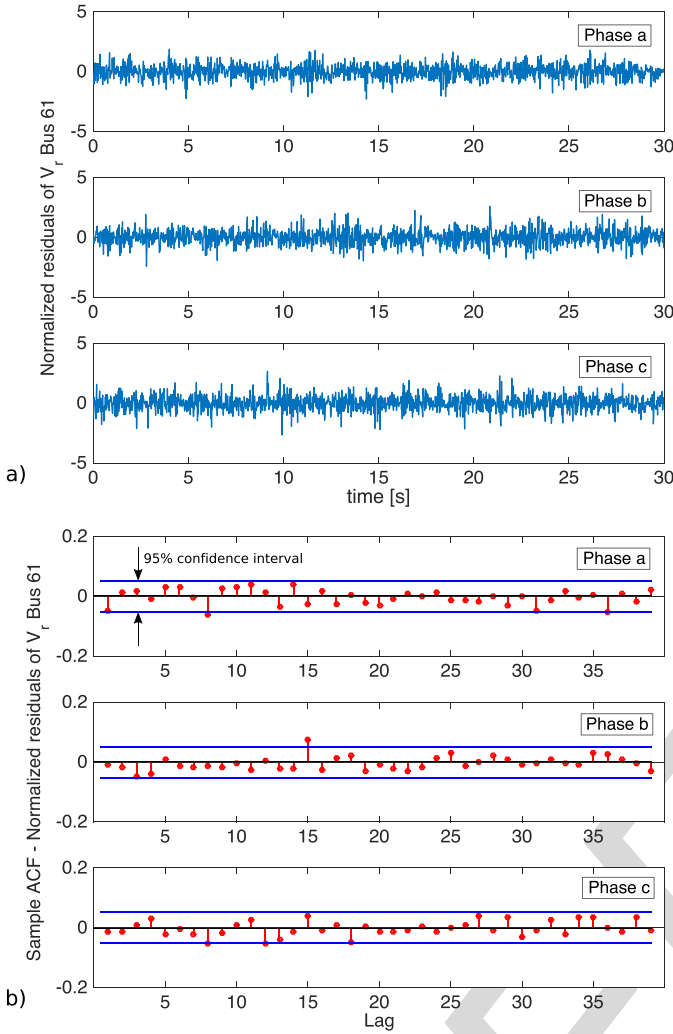 Normalized residuals of Vr Bus 61
5
0
-5
Phase a
0 5 10 15 20 25 30
5
0
-5
Phase b
0 5 10 15 20 25 30
5
0
-5
Phase c
0 5 10 15 20 25 30
time [s]
a)
Sample ACF - Normalized residuals of Vr Bus 61
0.2
0
-0.2
95% confidence interval
Phase a
5 10 15 20 25 30 35
0.2
0
-0.2
Phase b
5 10 15 20 25 30 35
0.2
0
-0.2
Phase c
5 10 15 20 25 30 35
Lag
b)